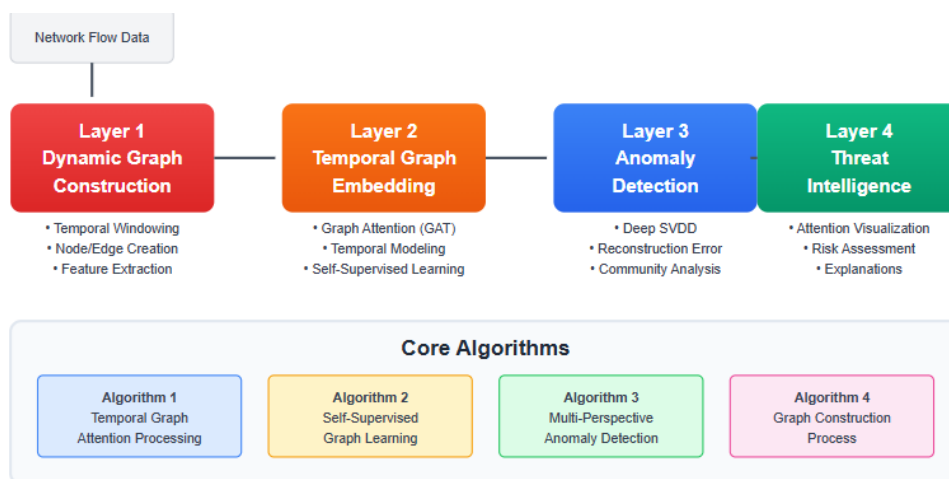 Network Flow Data
Layer 1
Dynamic Graph
Construction
• Temporal Windowing
• Node/Edge Creation
• Feature Extraction
Layer 2
Temporal Graph
Embedding
• Graph Attention (GAT)
• Temporal Modeling
• Self-Supervised Learning
Layer 3
Anomaly
Detection
• Deep SVDD
• Reconstruction Error
• Community Analysis
Layer 4
Threat
Intelligence
• Attention Visualization
• Risk Assessment
• Explanations
Core Algorithms
Algorithm 1
Temporal Graph
Attention Processing
Algorithm 2
Self-Supervised
Graph Learning
Algorithm 3
Multi-Perspective
Anomaly Detection
Algorithm 4
Graph Construction
Process